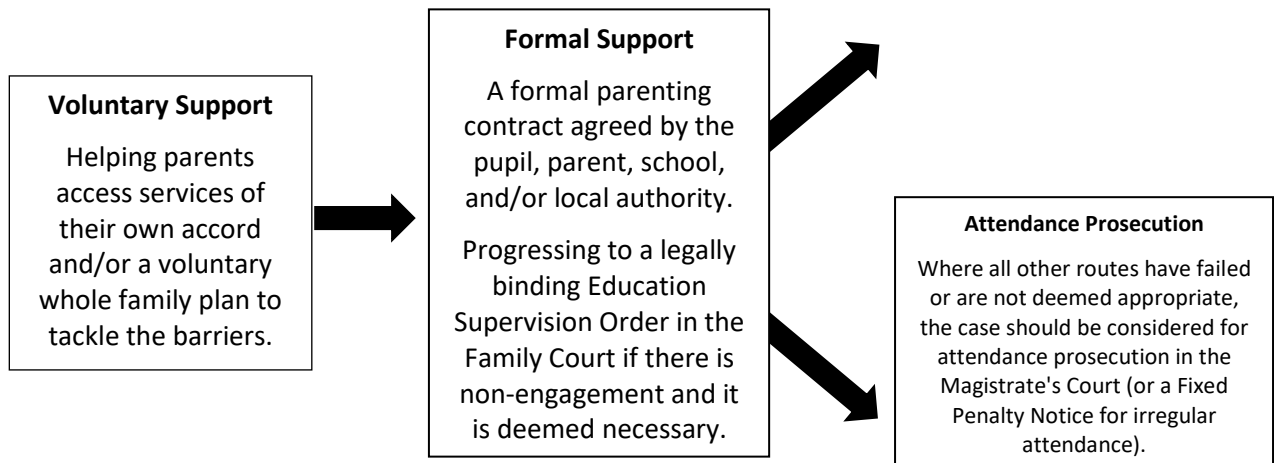 Voluntary Support
Helping parents
access services of
their own accord
and/or a voluntary
whole family plan to
tackle the barriers.
Formal Support
A formal parenting
contract agreed by the
pupil, parent, school,
and/or local authority.
Progressing to a legally
binding Education
Supervision Order in the
Family Court if there is
non-engagement and it
is deemed necessary.
Attendance Prosecution
Where all other routes have failed
or are not deemed appropriate,
the case should be considered for
attendance prosecution in the
Magistrate's Court (or a Fixed
Penalty Notice for irregular
attendance).